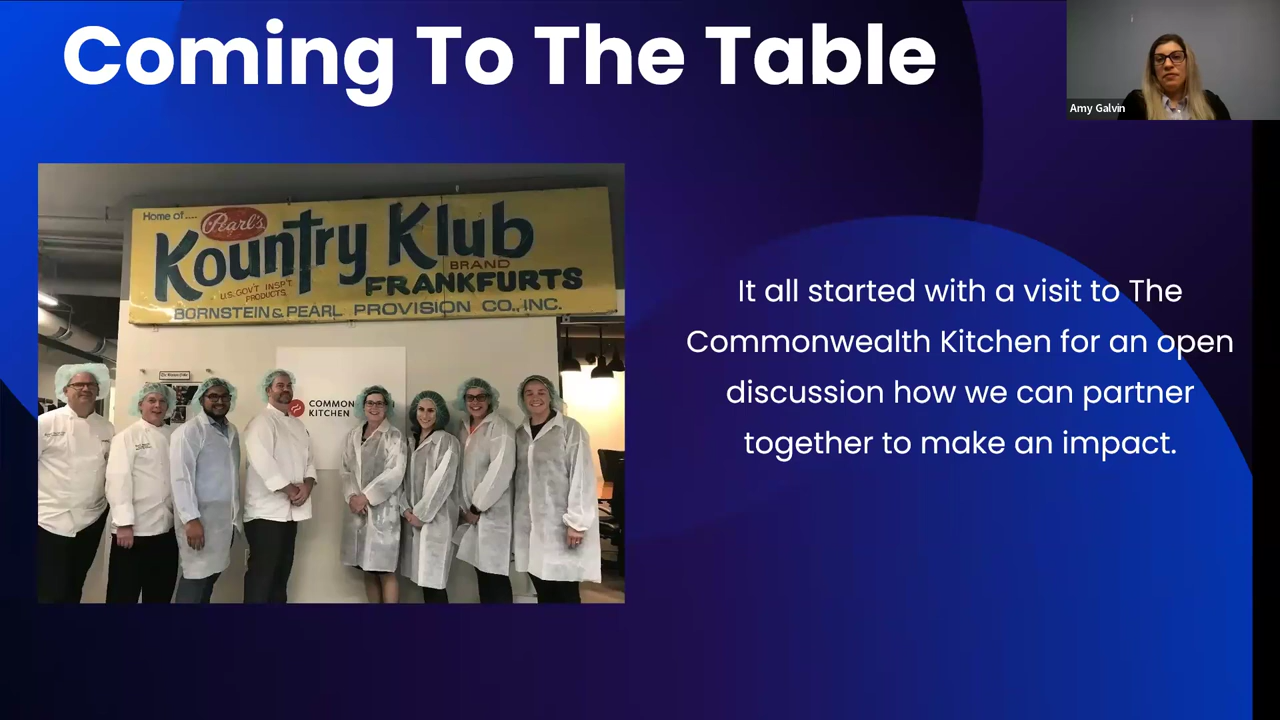 Coming To The Table
Amy Galvin
Home of....
Pearl's
Kountry Klub
BRAND
FRANKFURTS
U.S. GOV'T INSP'T.
PRODUCTS
BORNSTEIN & PEARL PROVISION CO., INC.
COMMON
KITCHEN
It all started with a visit to The
Commonwealth Kitchen for an open
discussion how we can partner
together to make an impact.